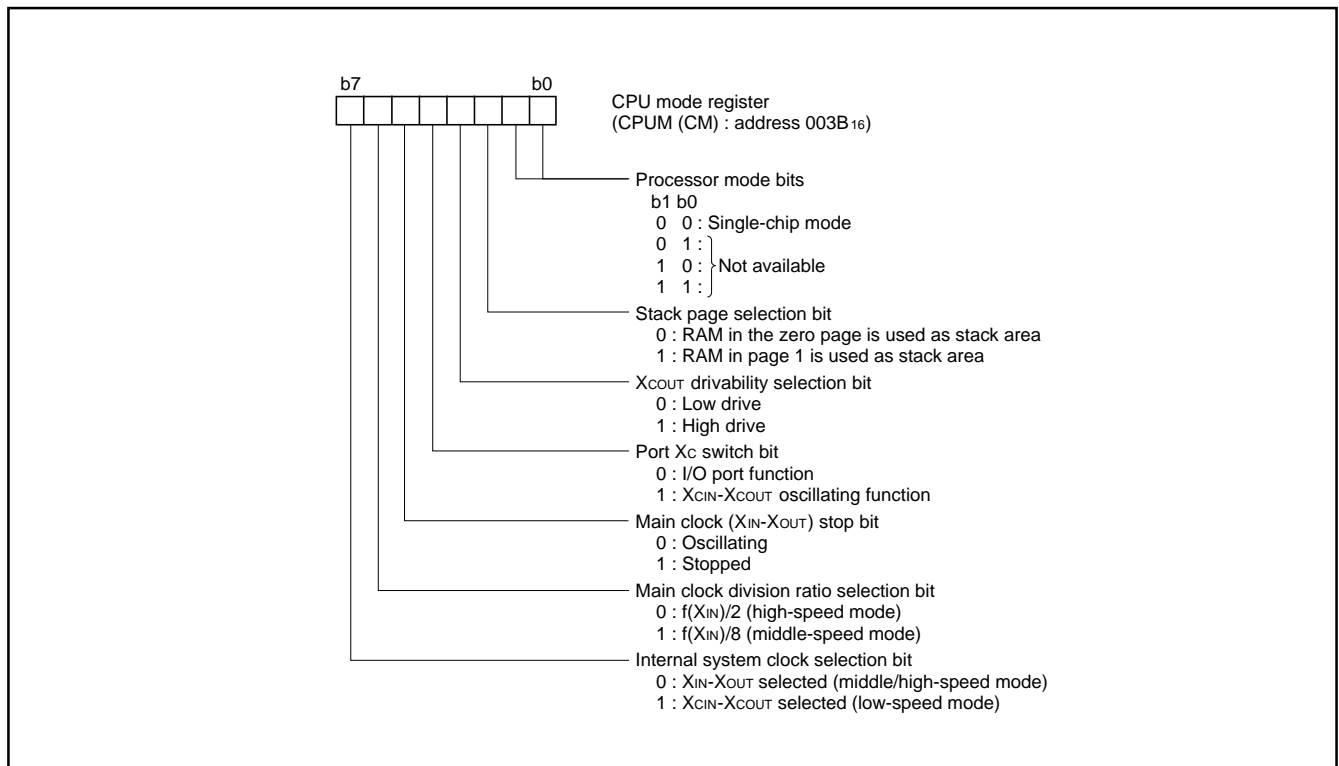 b7 b0
CPU mode register
(CPUM (CM) : address 003B16)
Processor mode bits
b1 b0
0 0 : Single-chip mode
0 1 :
1 0 : Not available
1 1 :
Stack page selection bit
0 : RAM in the zero page is used as stack area
1 : RAM in page 1 is used as stack area
XCOUT drivability selection bit
0 : Low drive
1 : High drive
Port XC switch bit
0 : I/O port function
1 : XCIN-XCOUT oscillating function
Main clock (XIN-XOUT) stop bit
0 : Oscillating
1 : Stopped
Main clock division ratio selection bit
0 : f(XIN)/2 (high-speed mode)
1 : f(XIN)/8 (middle-speed mode)
Internal system clock selection bit
0 : XIN-XOUT selected (middle/high-speed mode)
1 : XCIN-XCOUT selected (low-speed mode)